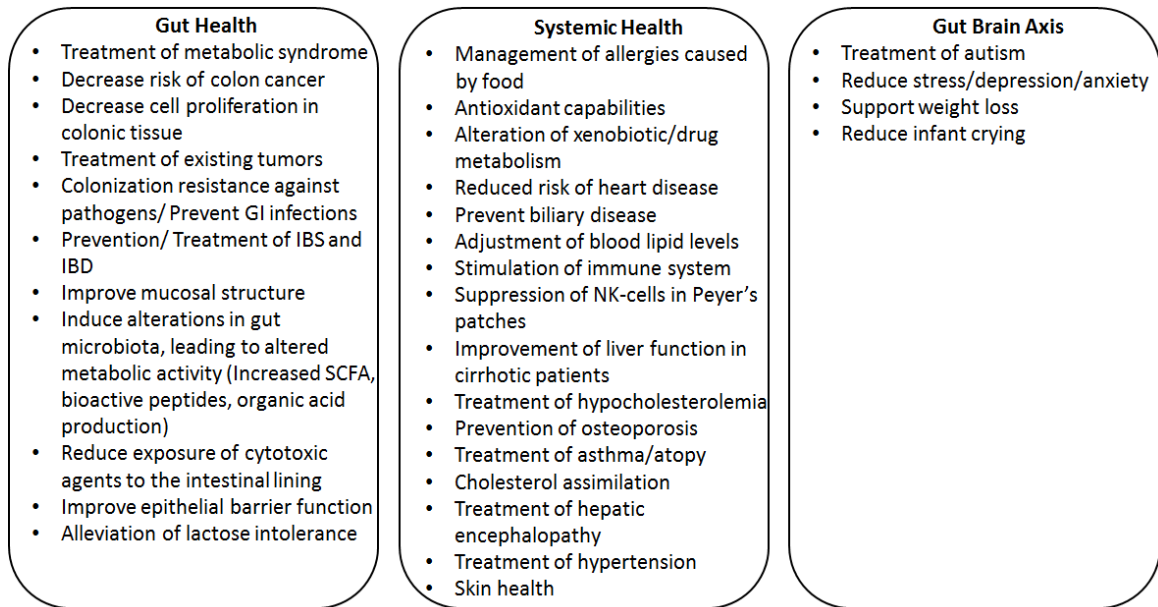 Gut Health
• Treatment of metabolic syndrome
• Decrease risk of colon cancer
• Decrease cell proliferation in
colonic tissue
• Treatment of existing tumors
• Colonization resistance against
pathogens/ Prevent GI infections
• Prevention/ Treatment of IBS and
IBD
• Improve mucosal structure
• Induce alterations in gut
microbiota, leading to altered
metabolic activity (Increased SCFA,
bioactive peptides, organic acid
production)
• Reduce exposure of cytotoxic
agents to the intestinal lining
• Improve epithelial barrier function
• Alleviation of lactose intolerance
Systemic Health
• Management of allergies caused
by food
• Antioxidant capabilities
• Alteration of xenobiotic/drug
metabolism
• Reduced risk of heart disease
• Prevent biliary disease
• Adjustment of blood lipid levels
• Stimulation of immune system
• Suppression of NK-cells in Peyer’s
patches
• Improvement of liver function in
cirrhotic patients
• Treatment of hypocholesterolemia
• Prevention of osteoporosis
• Treatment of asthma/atopy
• Cholesterol assimilation
• Treatment of hepatic
encephalopathy
• Treatment of hypertension
• Skin health
Gut Brain Axis
• Treatment of autism
• Reduce stress/depression/anxiety
• Support weight loss
• Reduce infant crying